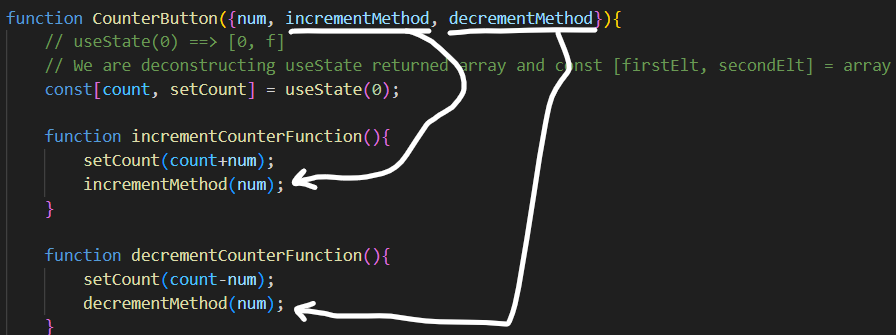 function CounterButton({num, incrementMethod, decrementMethod}){
// useState(0) ==> [0, f]
// We are deconstructing useState returned array and const [firstElt, secondElt] = array
const[count, setCount] = useState(0);
function incrementCounterFunction(){
setCount(count+num);
incrementMethod(num);
}
function decrementCounterFunction(){
setCount(count-num);
decrementMethod(num);
}